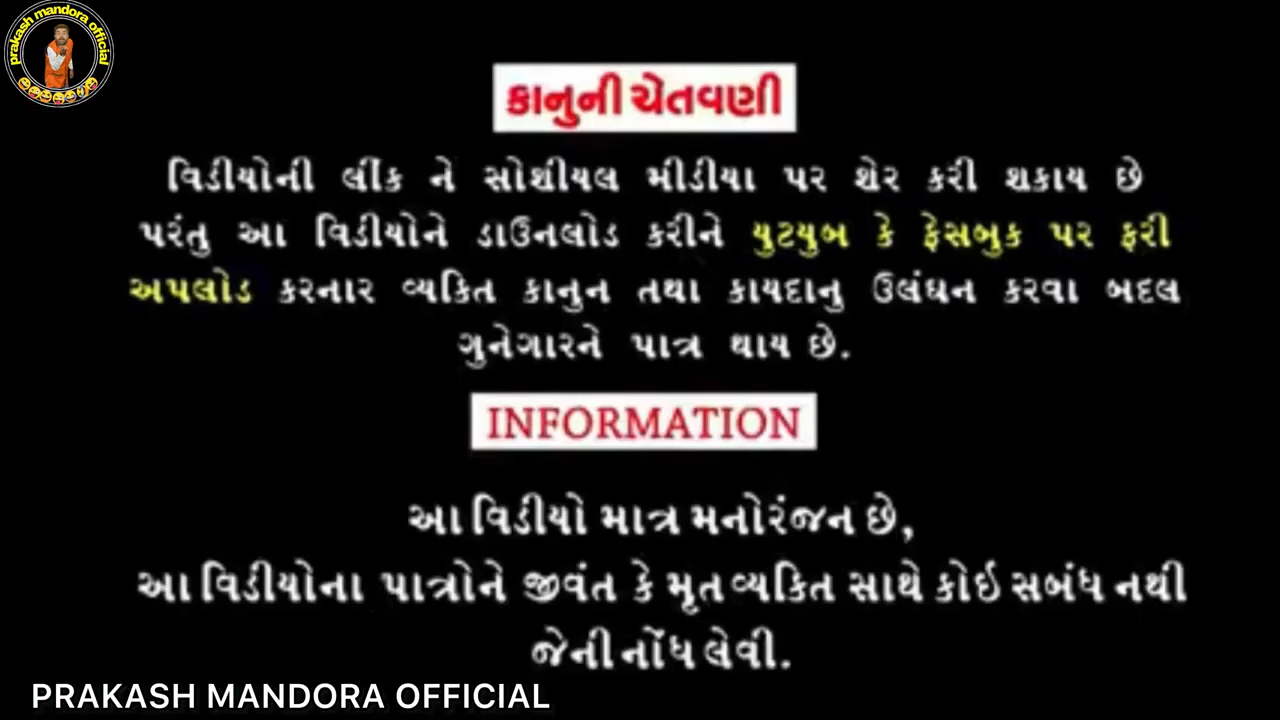 prakash mandora official
કાનુની ચેતવણી
વિડીયોની લીંક ને સોશીયલ મીડીયા પર શેર કરી શકાય છે
પરંતુ આ વિડીયોને ડાઉનલોડ કરીને યુટયુબ કે ફેસબુક પર ફરી
અપલોડ કરનાર વ્યકિત કાનુન તથા કાયદાનુ ઉલંઘન કરવા બદલ
ગુનેગારને પાત્ર થાય છે.
INFORMATION
આ વિડીયો માત્ર મનોરંજન છે,
આ વિડીયોના પાત્રોને જીવંત કે મૃત વ્યકિત સાથે કોઇ સબંધ નથી
જેની નોંધ લેવી.
PRAKASH MANDORA OFFICIAL